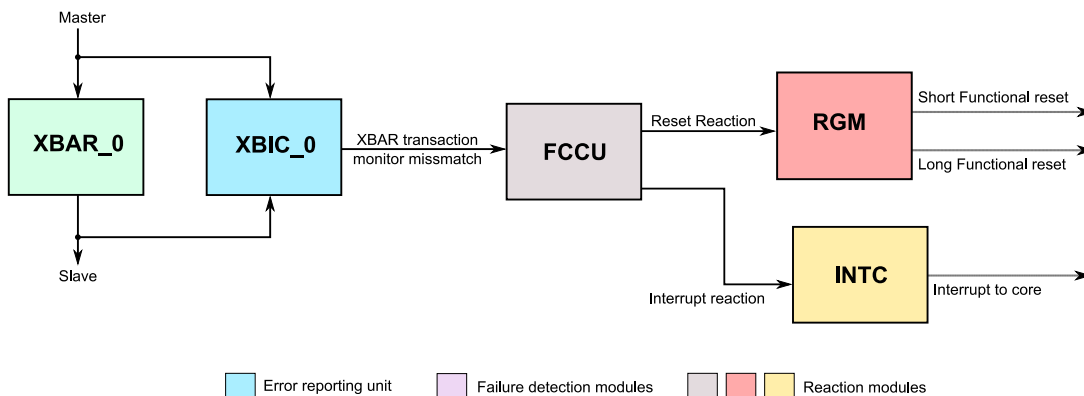 Master
XBAR_0
XBIC_0
XBAR transaction
monitor missmatch
FCCU
Reset Reaction
RGM
Short Functional reset
Long Functional reset
Slave
Interrupt reaction
INTC
Interrupt to core
Error reporting unit
Failure detection modules
Reaction modules